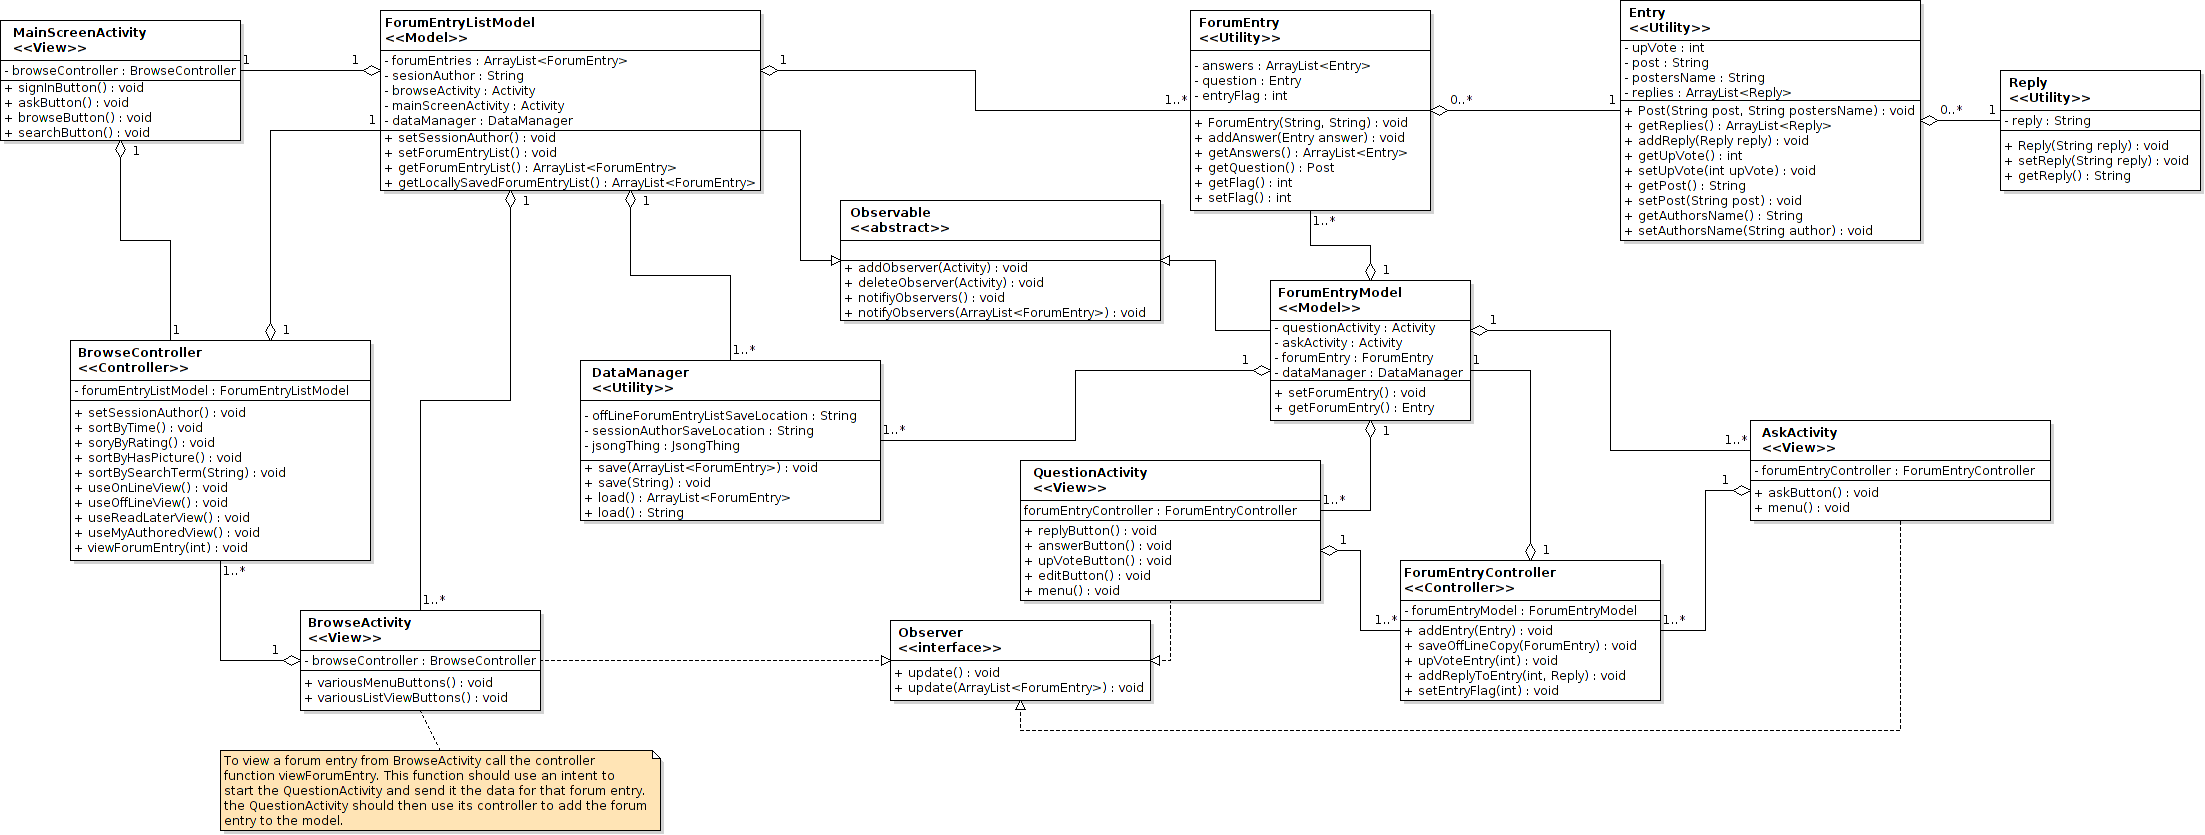 MainScreenActivity
<<View>>
- browseController : BrowseController
+ signInButton() : void
+ askButton() : void
+ browseButton() : void
+ searchButton() : void
1
1
1
1
ForumEntryListModel
<<Model>>
- forumEntries : ArrayList<ForumEntry>
- sesionAuthor : String
- browseActivity : Activity
- mainScreenActivity : Activity
- dataManager : DataManager
+ setSessionAuthor() : void
+ setForumEntryList() : void
+ getForumEntryList() : ArrayList<ForumEntry>
+ getLocallySavedForumEntryList() : ArrayList<ForumEntry>
1
1..*
1
1
1
1
ForumEntry
<<Utility>>
- answers : ArrayList<Entry>
- question : Entry
- entryFlag : int
+ ForumEntry(String, String) : void
+ addAnswer(Entry answer) : void
+ getAnswers() : ArrayList<Entry>
+ getQuestion() : Post
+ getFlag() : int
+ setFlag() : int
0..*
1
1..*
1
Entry
<<Utility>>
- upVote : int
- post : String
- postersName : String
- replies : ArrayList<Reply>
+ Post(String post, String postersName) : void
+ getReplies() : ArrayList<Reply>
+ addReply(Reply reply) : void
+ getUpVote() : int
+ setUpVote(int upVote) : void
+ getPost() : String
+ setPost(String post) : void
+ getAuthorsName() : String
+ setAuthorsName(String author) : void
0..*
1
Reply
<<Utility>>
- reply : String
+ Reply(String reply) : void
+ setReply(String reply) : void
+ getReply() : String
Observable
<<abstract>>
+ addObserver(Activity) : void
+ deleteObserver(Activity) : void
+ notifiyObservers() : void
+ notifyObservers(ArrayList<ForumEntry>) : void
ForumEntryModel
<<Model>>
- questionActivity : Activity
- askActivity : Activity
- forumEntry : ForumEntry
- dataManager : DataManager
+ setForumEntry() : void
+ getForumEntry() : Entry
1
1
1
1
1..*
1..*
1..*
1..*
BrowseController
<<Controller>>
- forumEntryListModel : ForumEntryListModel
+ setSessionAuthor() : void
+ sortByTime() : void
+ soryByRating() : void
+ sortByHasPicture() : void
+ sortBySearchTerm(String) : void
+ useOnLineView() : void
+ useOffLineView() : void
+ useReadLaterView() : void
+ useMyAuthoredView() : void
+ viewForumEntry(int) : void
1..*
1
DataManager
<<Utility>>
- offLineForumEntryListSaveLocation : String
- sessionAuthorSaveLocation : String
- jsongThing : JsongThing
+ save(ArrayList<ForumEntry>) : void
+ save(String) : void
+ load() : ArrayList<ForumEntry>
+ load() : String
QuestionActivity
<<View>>
forumEntryController : ForumEntryController
+ replyButton() : void
+ answerButton() : void
+ upVoteButton() : void
+ editButton() : void
+ menu() : void
1
1..*
AskActivity
<<View>>
- forumEntryController : ForumEntryController
+ askButton() : void
+ menu() : void
1
1..*
1
ForumEntryController
<<Controller>>
- forumEntryModel : ForumEntryModel
+ addEntry(Entry) : void
+ saveOffLineCopy(ForumEntry) : void
+ upVoteEntry(int) : void
+ addReplyToEntry(int, Reply) : void
+ setEntryFlag(int) : void
1..*
BrowseActivity
<<View>>
- browseController : BrowseController
+ variousMenuButtons() : void
+ variousListViewButtons() : void
Observer
<<interface>>
+ update() : void
+ update(ArrayList<ForumEntry>) : void
To view a forum entry from BrowseActivity call the controller
function viewForumEntry. This function should use an intent to
start the QuestionActivity and send it the data for that forum entry.
the QuestionActivity should then use its controller to add the forum
entry to the model.